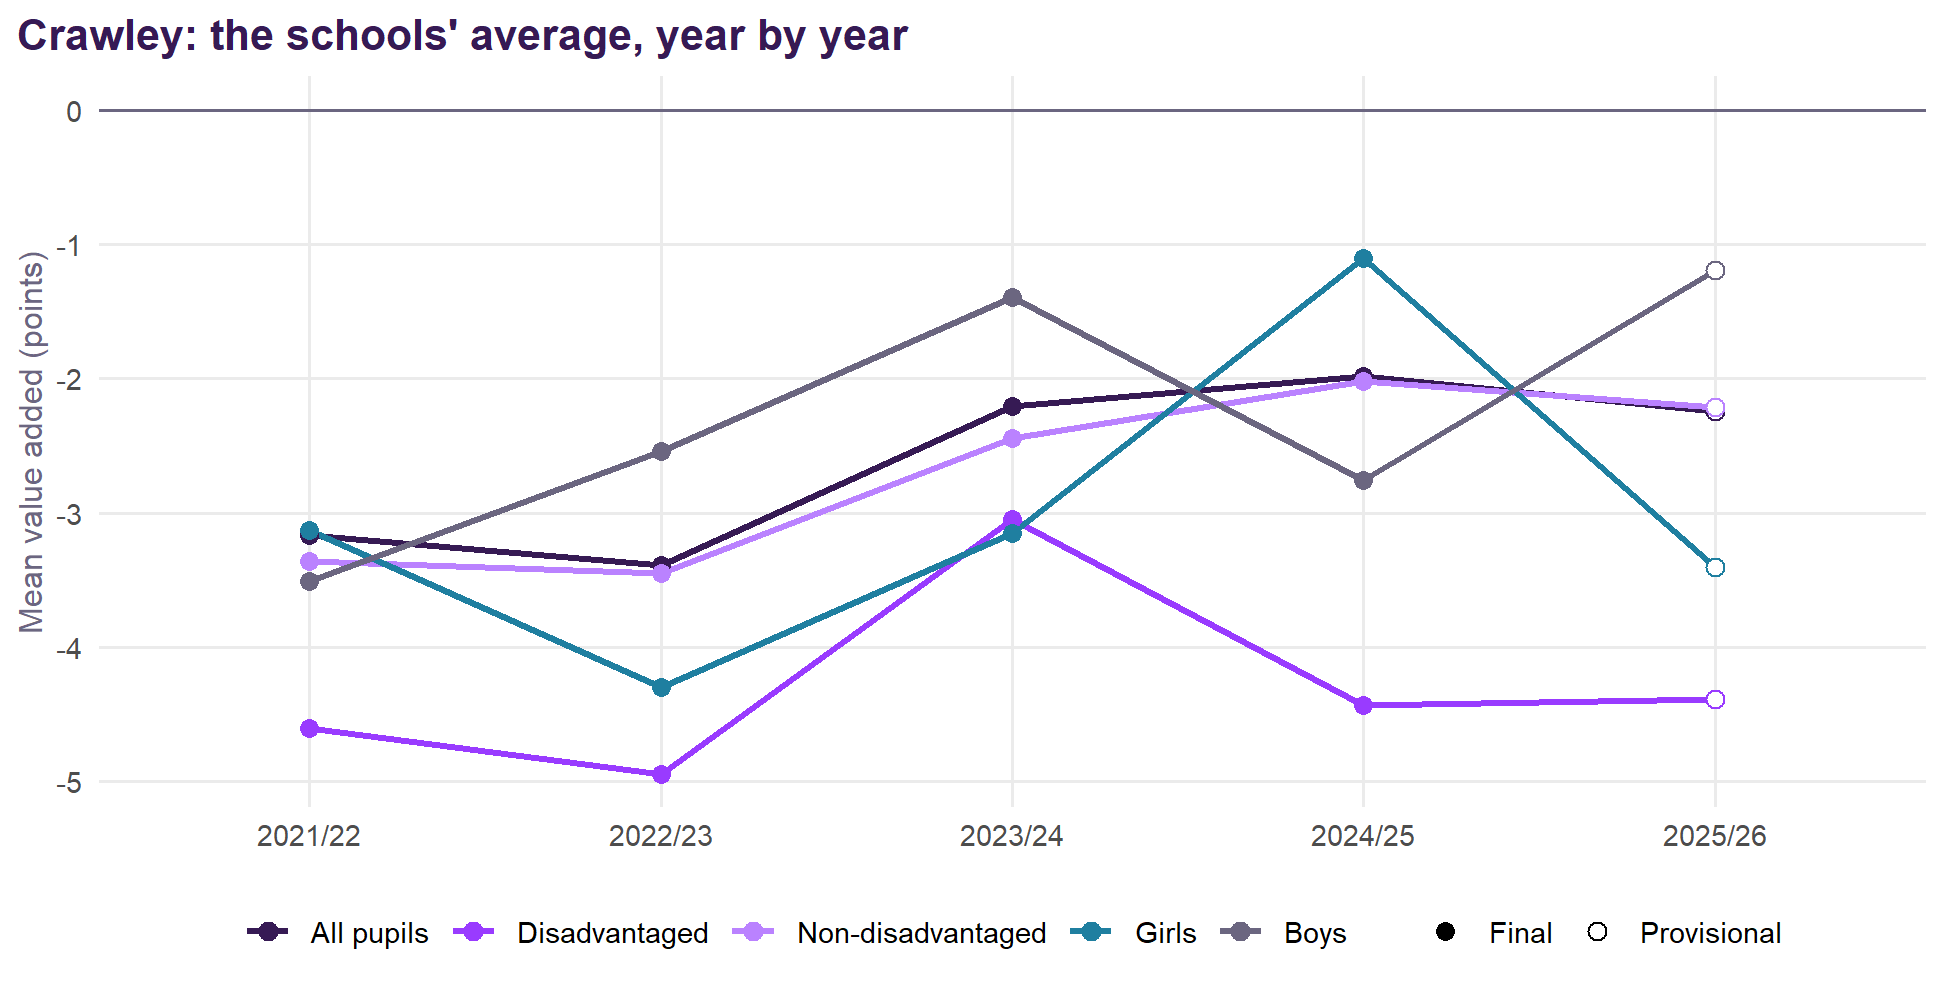 Crawley: the schools' average, year by year
Mean value added (points)
0
-1
-2
-3
-4
-5
2021/22 2022/23 2023/24 2024/25 2025/26
All pupils Disadvantaged Non-disadvantaged Girls Boys Final Provisional